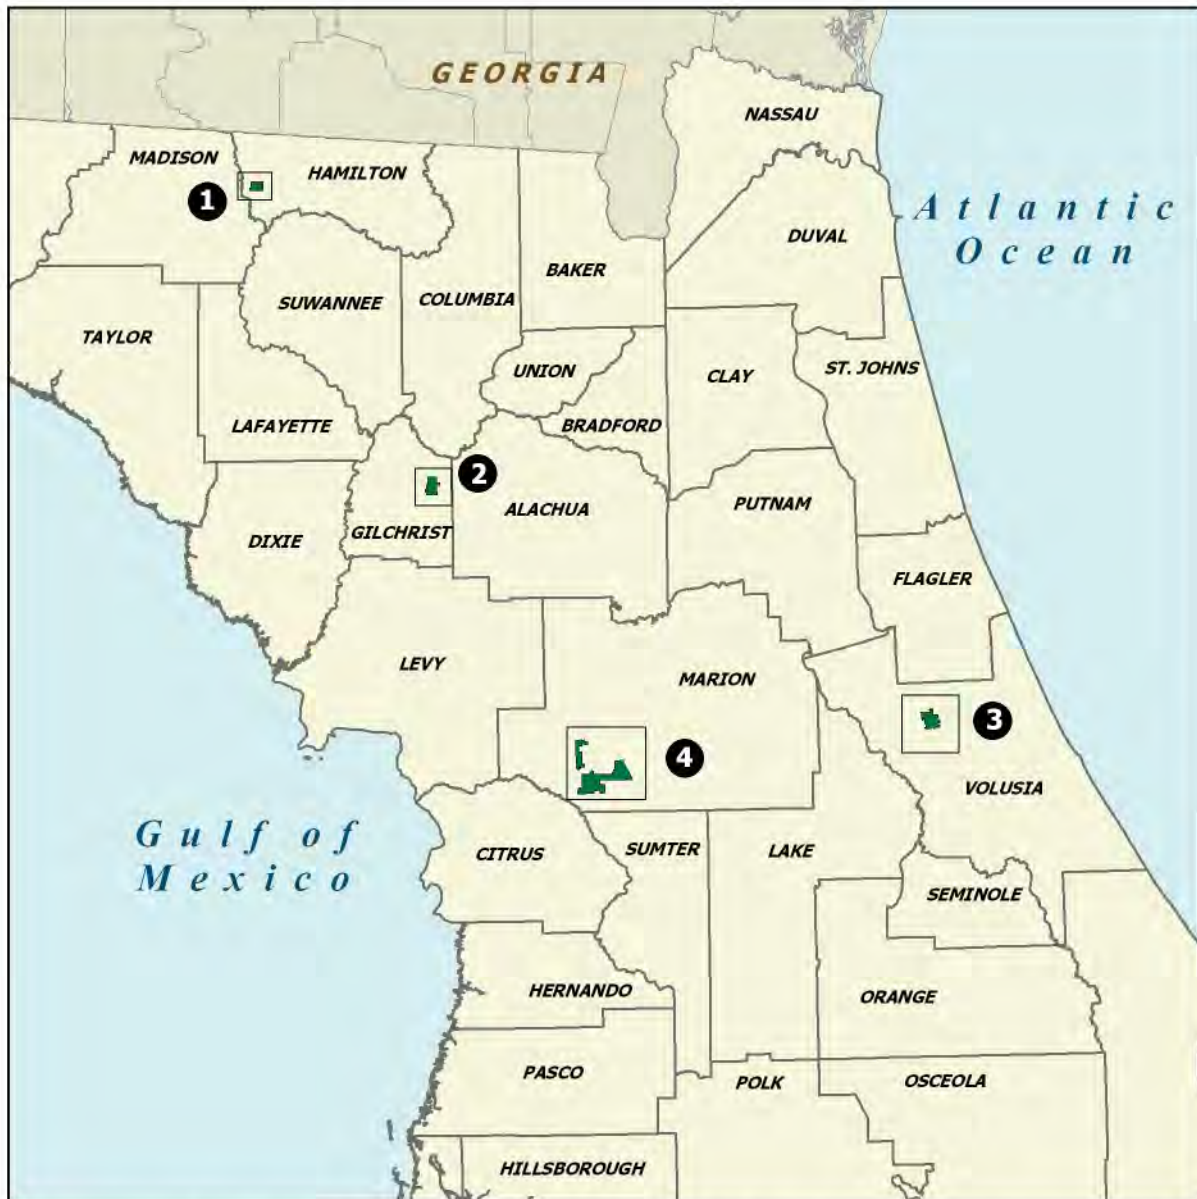 GEORGIA
NASSAU
MADISON
HAMILTON
1
Atlantic
Ocean
DUVAL
BAKER
SUWANNEE
COLUMBIA
TAYLOR
ST. JOHNS
UNION
CLAY
LAFAYETTE
BRADFORD
2
PUTNAM
ALACHUA
GILCHRIST
DIXIE
FLAGLER
LEVY
MARION
3
4
VOLUSIA
Gulf of
Mexico
CITRUS
SUMTER
LAKE
SEMINOLE
HERNANDO
ORANGE
PASCO
POLK
OSCEOLA
HILLSBOROUGH